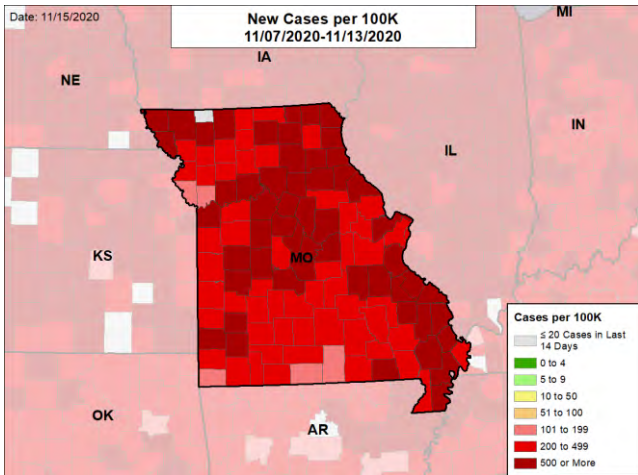 Date: 11/15/2020
New Cases per 100K
11/07/2020-11/13/2020
MI
IA
NE
IN
IL
KS
MO
OK
AR
Cases per 100K
≤ 20 Cases in Last
14 Days
0 to 4
5 to 9
10 to 50
51 to 100
101 to 199
200 to 499
500 or More